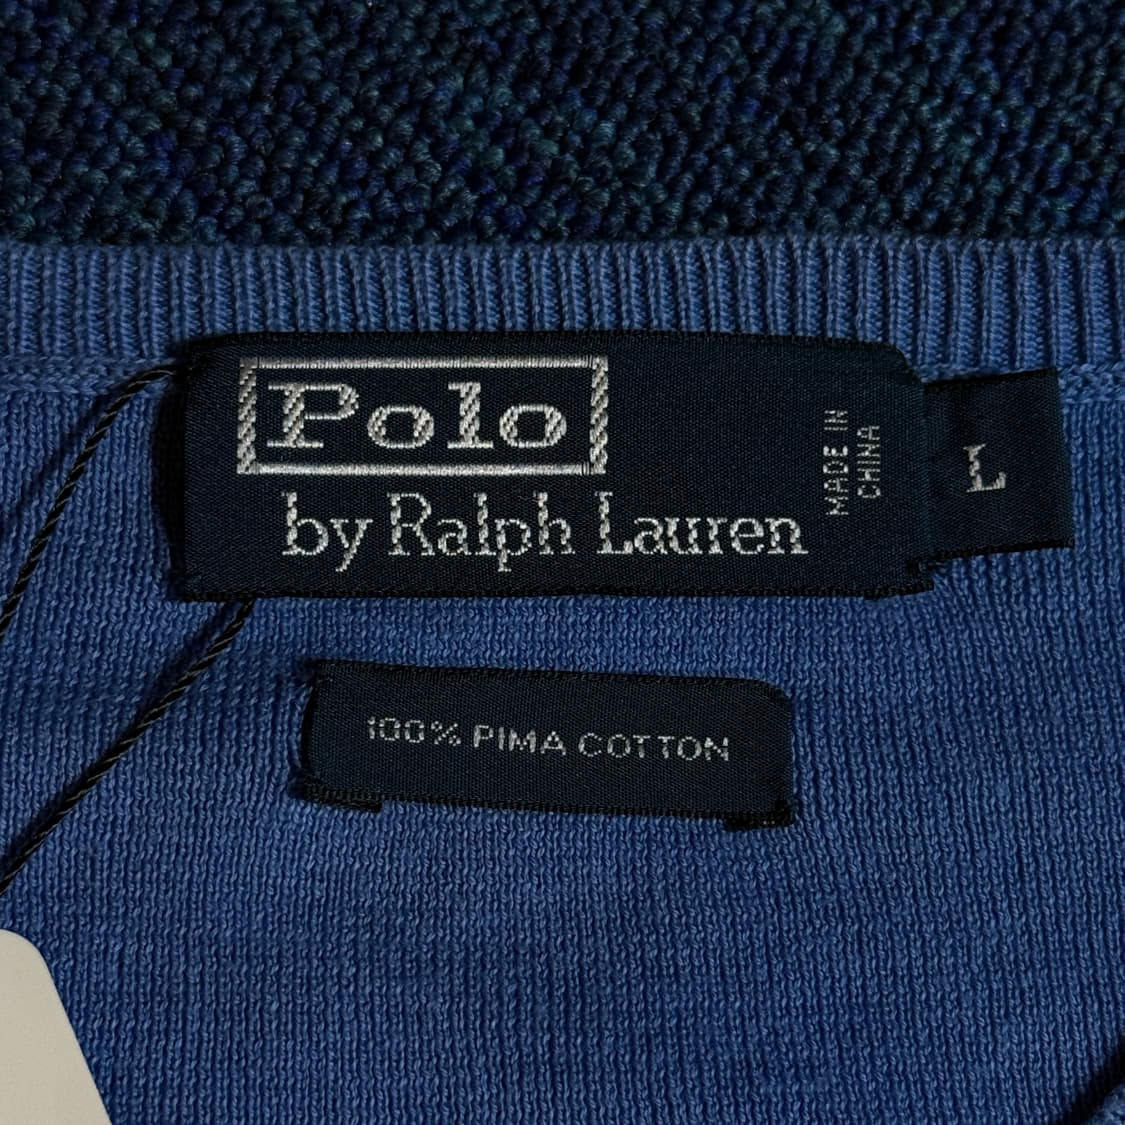 Polo
by Ralph Lauren
MADE IN
CHINA
L
100% PIMA COTTON